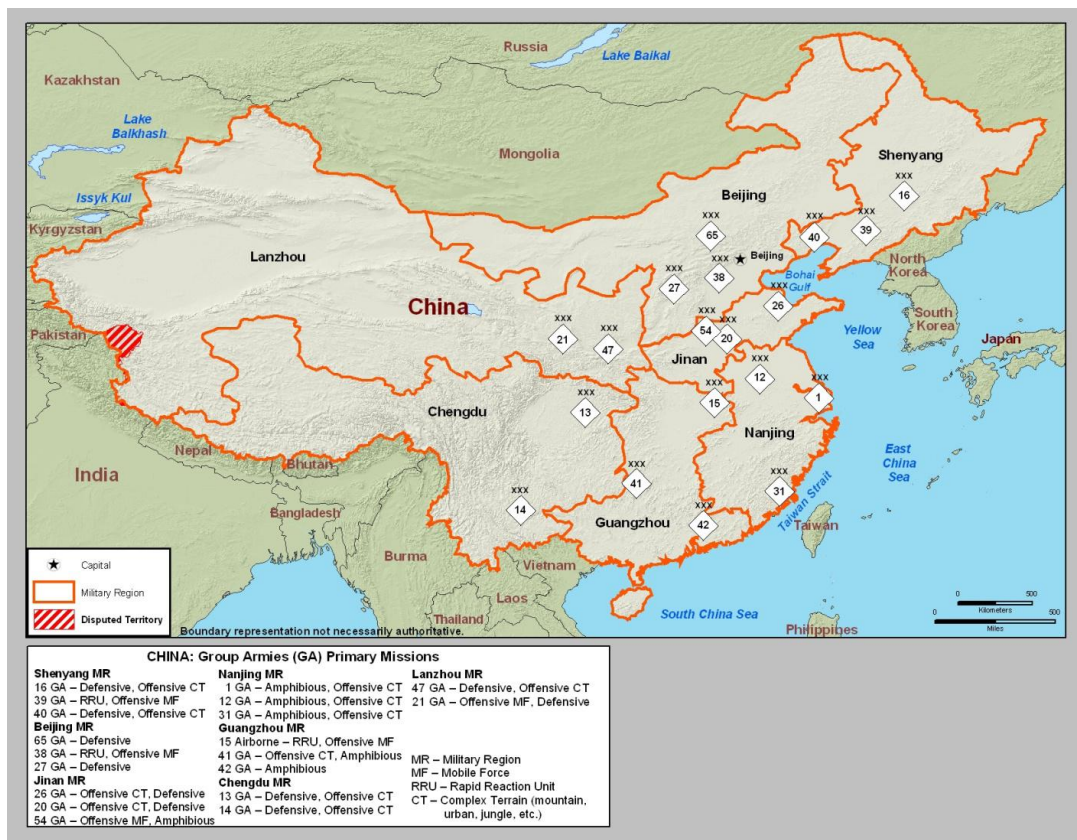 Russia
Lake Baikal
Kazakhstan
Lake
Balkhash
Mongolia
Shenyang
xxx
16
Issyk Kul
Beijing
Kyrgyzstan
xxx
65
xxx
40
xxx
39
Lanzhou
Beijing
xxx
38
North
Korea
Bohai
Gulf
xxx
27
xxx
26
China
South
Korea
Pakistan
xxx
21
xxx
47
xxx
54
xxx
20
Yellow
Sea
Japan
Jinan
xxx
12
xxx
1
Chengdu
xxx
13
xxx
15
Nanjing
Nepal
Bhutan
India
East
China
Sea
xxx
41
xxx
31
xxx
14
Bangladesh
Guangzhou
xxx
42
Taiwan Strait
Taiwan
Burma
Vietnam
Laos
Thailand
South China Sea
Philippines
Capital
Military Region
Disputed Territory
Boundary representation not necessarily authoritative.
0 500 500
Kilometers
0 500 500
Miles
CHINA: Group Armies (GA) Primary Missions
Shenyang MR
16 GA – Defensive, Offensive CT
39 GA – RRU, Offensive MF
40 GA – Defensive, Offensive CT
Beijing MR
65 GA – Defensive
38 GA – RRU, Offensive MF
27 GA – Defensive
Jinan MR
26 GA – Offensive CT, Defensive
20 GA – Offensive CT, Defensive
54 GA – Offensive MF, Amphibious
Nanjing MR
1 GA – Amphibious, Offensive CT
12 GA – Amphibious, Offensive CT
31 GA – Amphibious, Offensive CT
Guangzhou MR
15 Airborne – RRU, Offensive MF
41 GA – Offensive CT, Amphibious
42 GA – Amphibious
Chengdu MR
13 GA – Defensive, Offensive CT
14 GA – Defensive, Offensive CT
Lanzhou MR
47 GA – Defensive, Offensive CT
21 GA – Offensive MF, Defensive
MR – Military Region
MF – Mobile Force
RRU – Rapid Reaction Unit
CT – Complex Terrain (mountain,
urban, jungle, etc.)